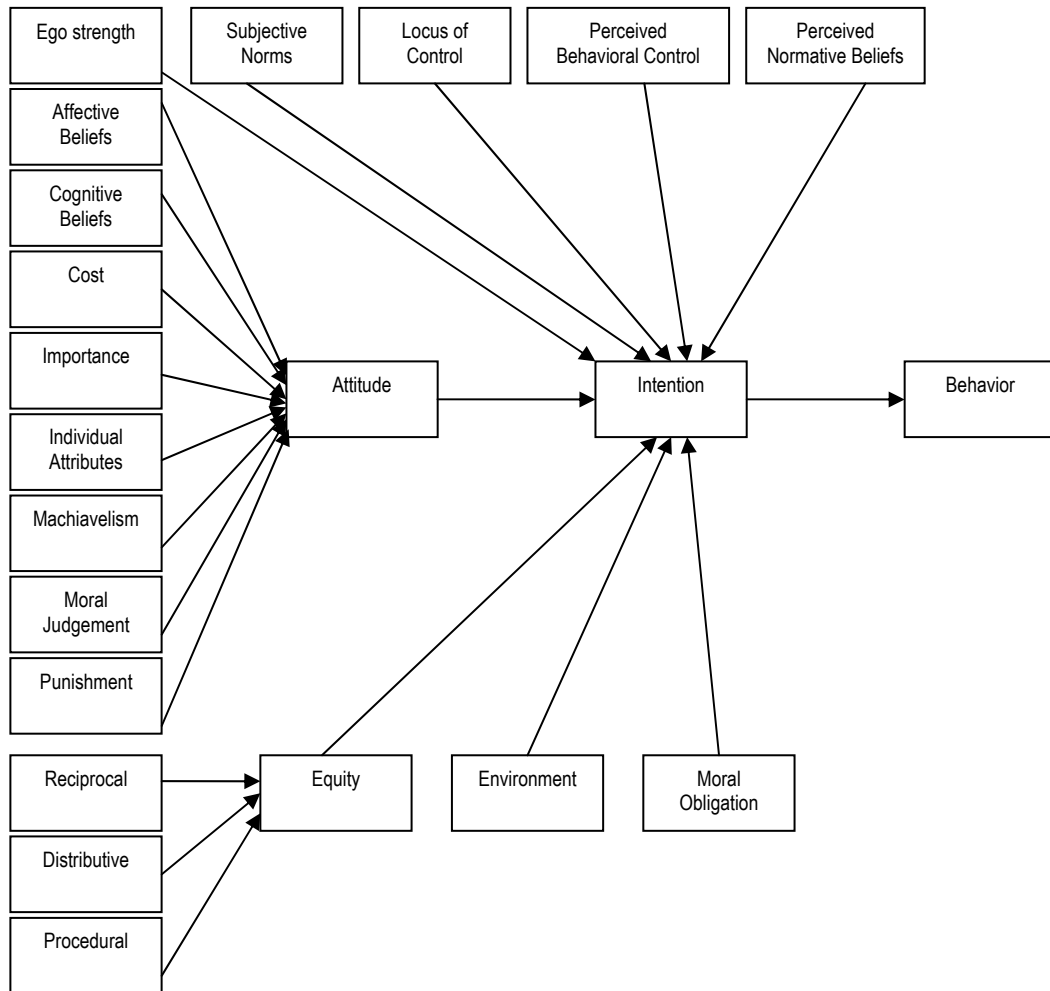 Ego strength
Subjective
Norms
Locus of
Control
Perceived
Behavioral Control
Perceived
Normative Beliefs
Affective
Beliefs
Cognitive
Beliefs
Cost
Importance
Individual
Attributes
Machiavelism
Moral
Judgement
Punishment
Attitude
Intention
Behavior
Reciprocal
Distributive
Procedural
Equity
Environment
Moral
Obligation